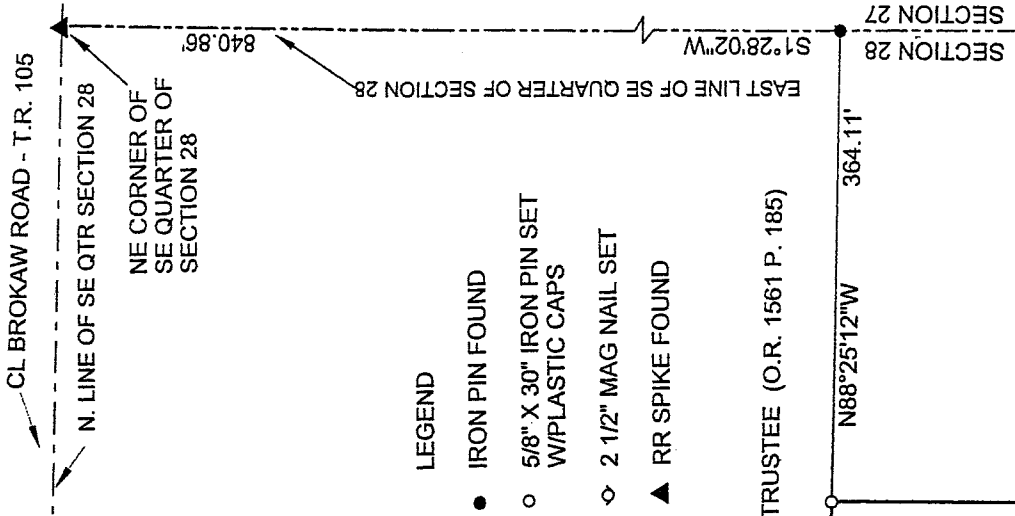 CL BROKAW ROAD - T.R. 105
N. LINE OF SE QTR SECTION 28
NE CORNER OF
SE QUARTER OF
SECTION 28
840.86'
EAST LINE OF SE QUARTER OF SECTION 28
S1°28'02"W
LEGEND
IRON PIN FOUND
5/8" X 30" IRON PIN SET
W/PLASTIC CAPS
2 1/2" MAG NAIL SET
RR SPIKE FOUND
TRUSTEE (O.R. 1561 P. 185)
N88°25'12"W
364.11'
SECTION 28
SECTION 27